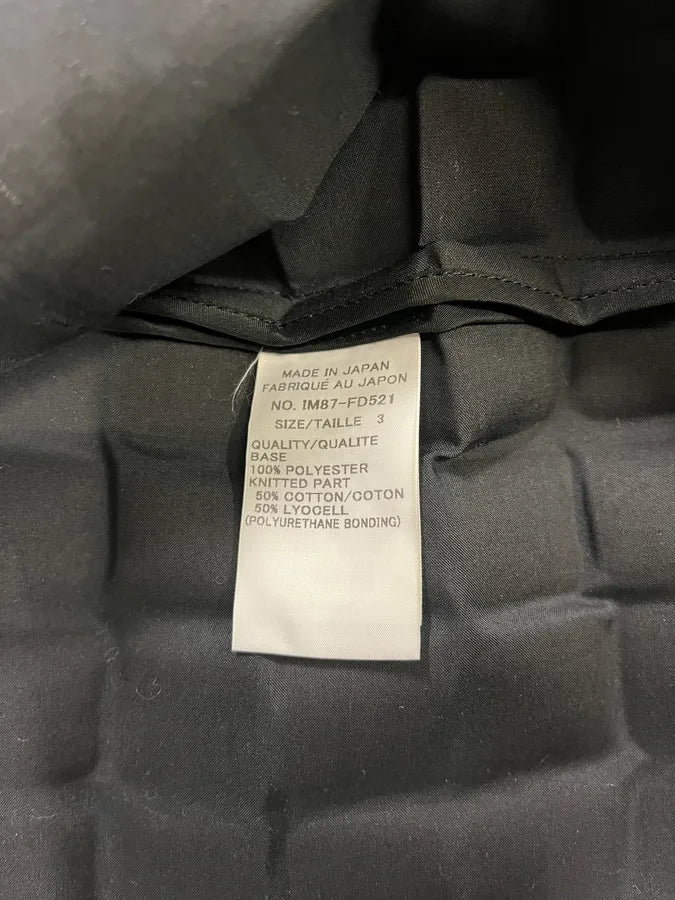 MADE IN JAPAN
FABRIQUÉ AU JAPON
NO. IM87-FD521
SIZE/TAILLE 3
QUALITY/QUALITE
BASE
100% POLYESTER
KNITTED PART
50% COTTON/COTON
50% LYOCELL
(POLYURETHANE BONDING)